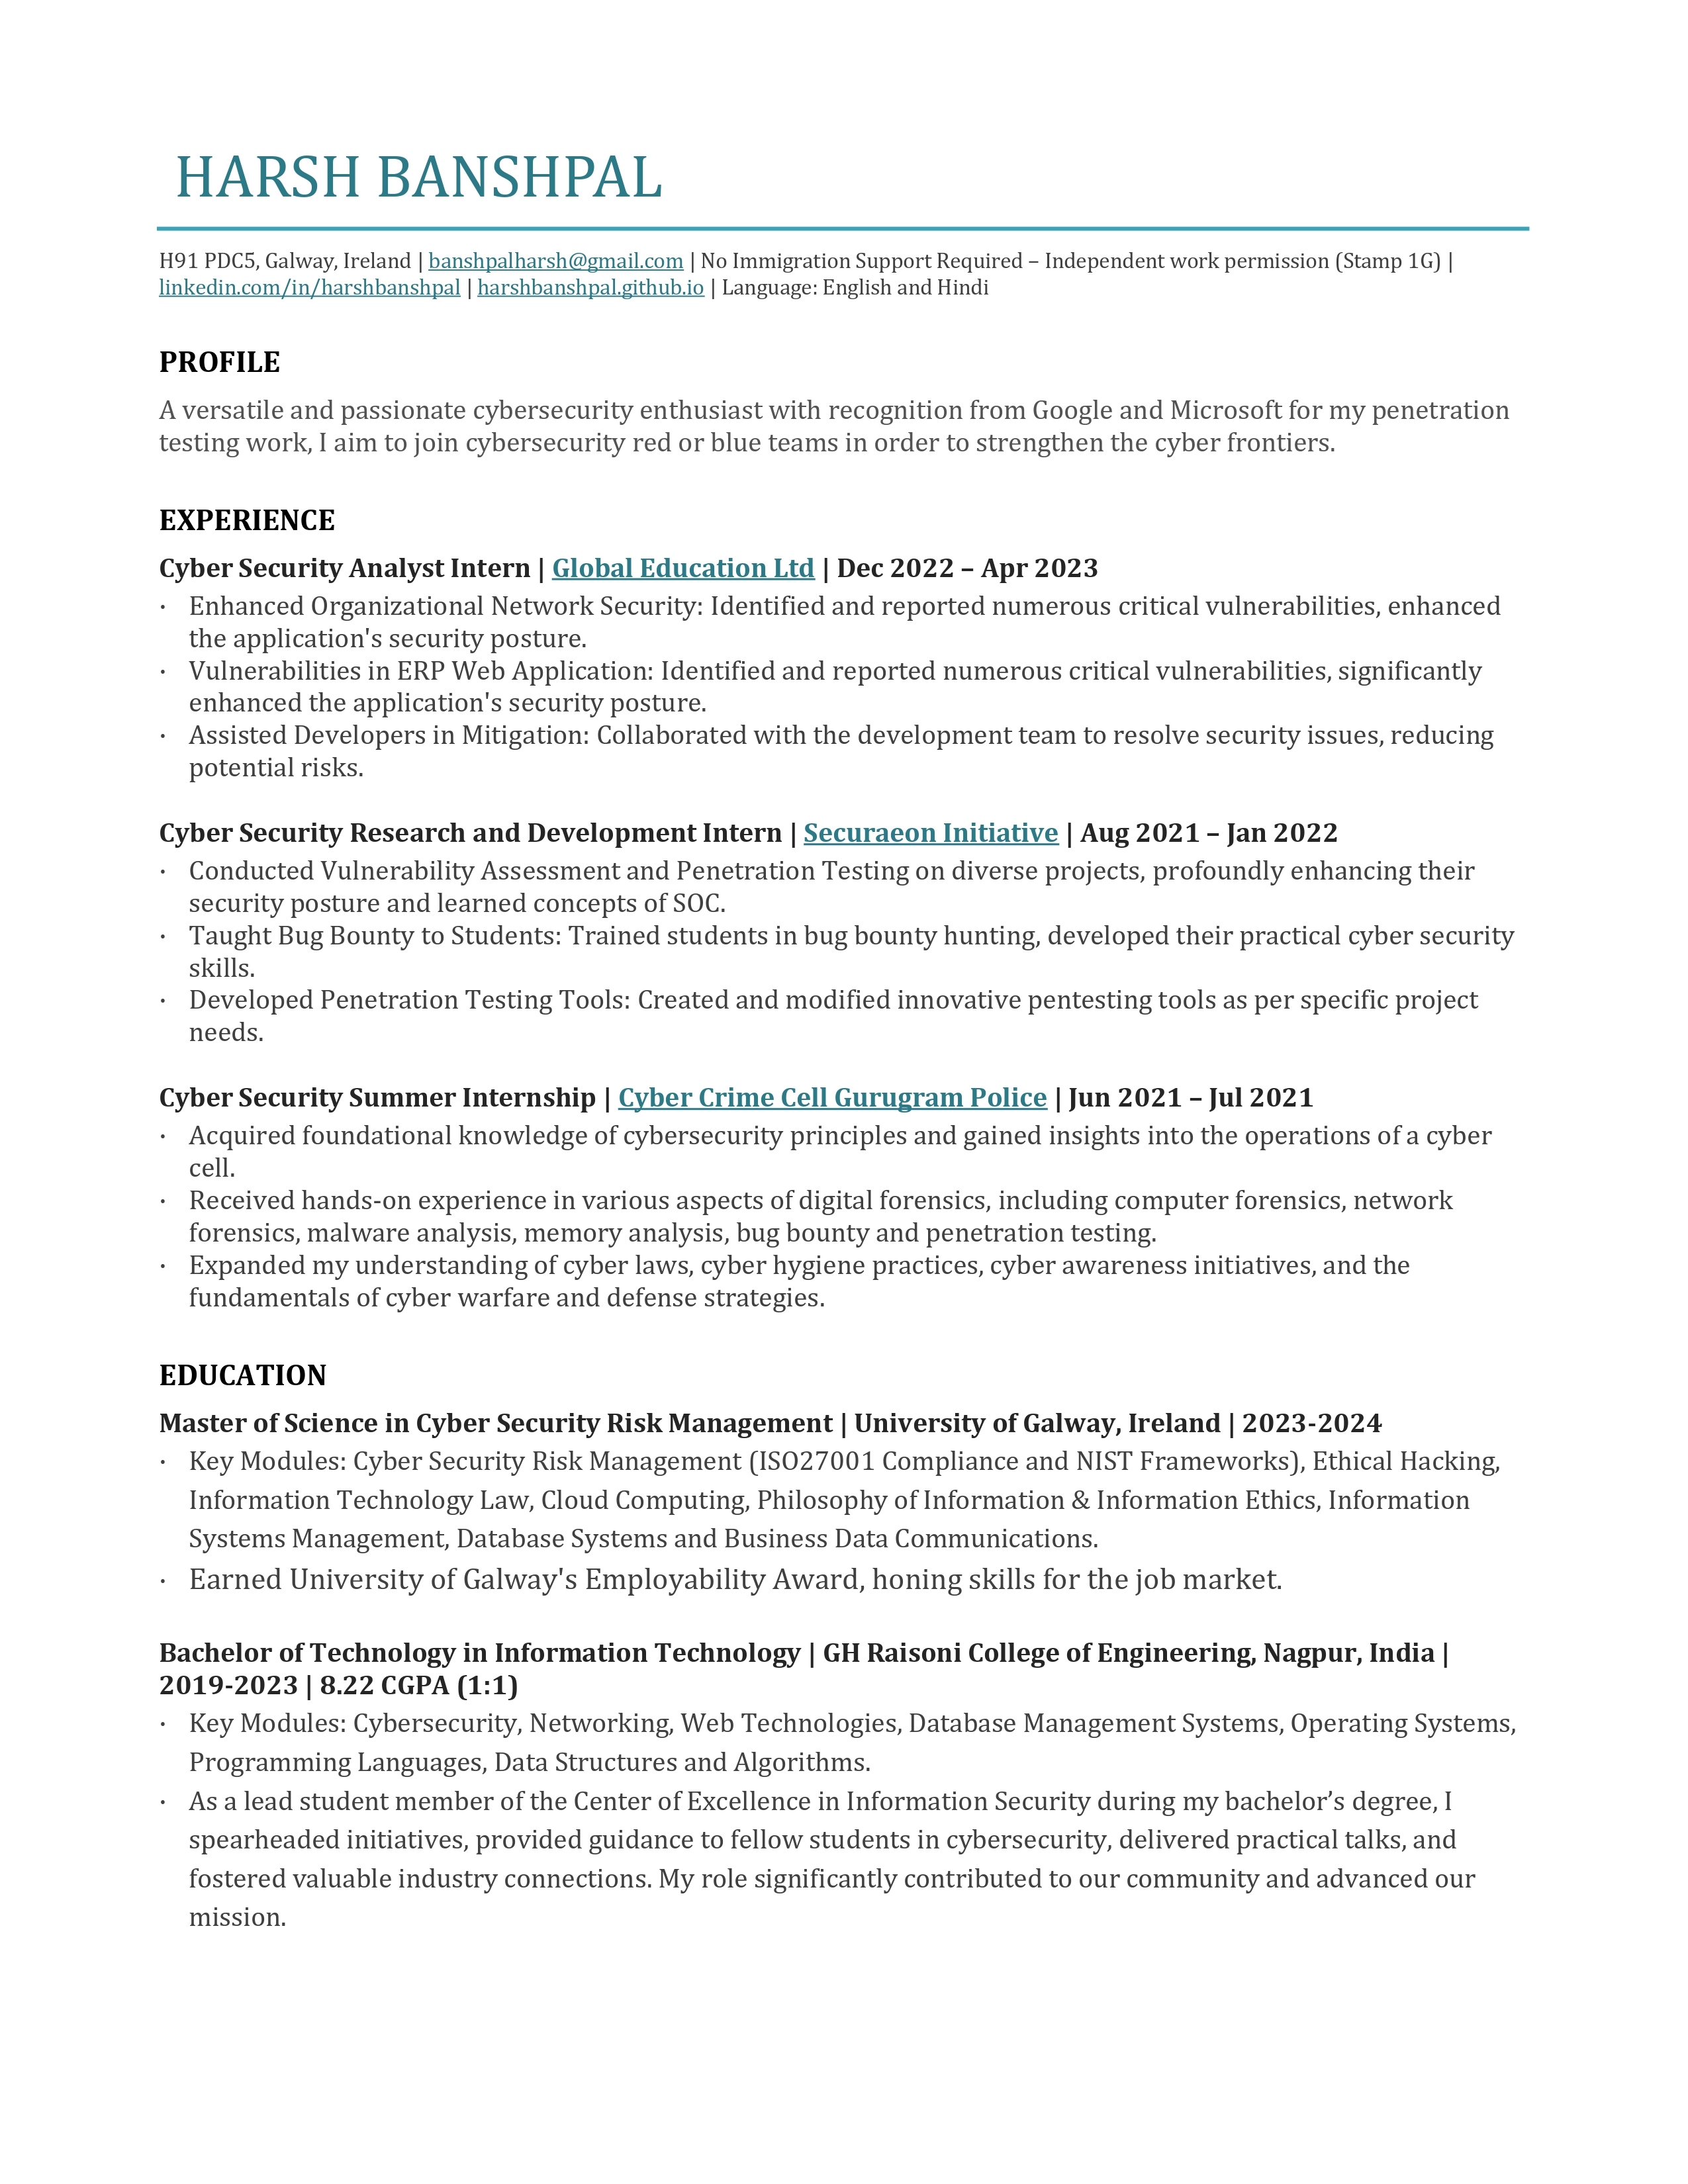 HARSH BANSHPAL
H91 PDC5, Galway, Ireland | banshpalharsh@gmail.com | No Immigration Support Required – Independent work permission (Stamp 1G) |
linkedin.com/in/harshbanshpal | harshbanshpal.github.io | Language: English and Hindi
PROFILE
A versatile and passionate cybersecurity enthusiast with recognition from Google and Microsoft for my penetration
testing work, I aim to join cybersecurity red or blue teams in order to strengthen the cyber frontiers.
EXPERIENCE
Cyber Security Analyst Intern | Global Education Ltd | Dec 2022 – Apr 2023
· Enhanced Organizational Network Security: Identified and reported numerous critical vulnerabilities, enhanced
the application's security posture.
· Vulnerabilities in ERP Web Application: Identified and reported numerous critical vulnerabilities, significantly
enhanced the application's security posture.
· Assisted Developers in Mitigation: Collaborated with the development team to resolve security issues, reducing
potential risks.
Cyber Security Research and Development Intern | Securaeon Initiative | Aug 2021 – Jan 2022
· Conducted Vulnerability Assessment and Penetration Testing on diverse projects, profoundly enhancing their
security posture and learned concepts of SOC.
· Taught Bug Bounty to Students: Trained students in bug bounty hunting, developed their practical cyber security
skills.
· Developed Penetration Testing Tools: Created and modified innovative pentesting tools as per specific project
needs.
Cyber Security Summer Internship | Cyber Crime Cell Gurugram Police | Jun 2021 – Jul 2021
· Acquired foundational knowledge of cybersecurity principles and gained insights into the operations of a cyber
cell.
· Received hands-on experience in various aspects of digital forensics, including computer forensics, network
forensics, malware analysis, memory analysis, bug bounty and penetration testing.
· Expanded my understanding of cyber laws, cyber hygiene practices, cyber awareness initiatives, and the
fundamentals of cyber warfare and defense strategies.
EDUCATION
Master of Science in Cyber Security Risk Management | University of Galway, Ireland | 2023-2024
· Key Modules: Cyber Security Risk Management (ISO27001 Compliance and NIST Frameworks), Ethical Hacking,
Information Technology Law, Cloud Computing, Philosophy of Information & Information Ethics, Information
Systems Management, Database Systems and Business Data Communications.
· Earned University of Galway's Employability Award, honing skills for the job market.
Bachelor of Technology in Information Technology | GH Raisoni College of Engineering, Nagpur, India |
2019-2023 | 8.22 CGPA (1:1)
· Key Modules: Cybersecurity, Networking, Web Technologies, Database Management Systems, Operating Systems,
Programming Languages, Data Structures and Algorithms.
· As a lead student member of the Center of Excellence in Information Security during my bachelor’s degree, I
spearheaded initiatives, provided guidance to fellow students in cybersecurity, delivered practical talks, and
fostered valuable industry connections. My role significantly contributed to our community and advanced our
mission.